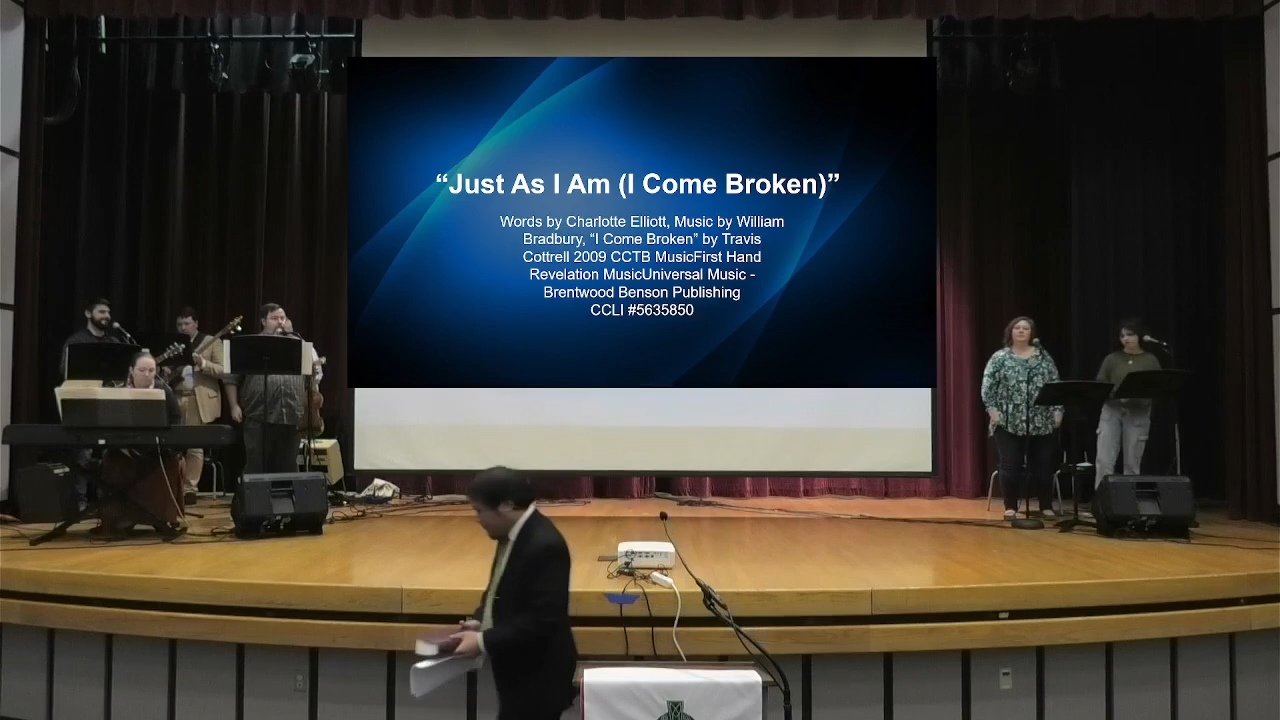 “Just As I Am (I Come Broken)”
Words by Charlotte Elliott, Music by William
Bradbury, “I Come Broken” by Travis
Cottrell 2009 CCTB MusicFirst Hand
Revelation MusicUniversal Music -
Brentwood Benson Publishing
CCLI #5635850